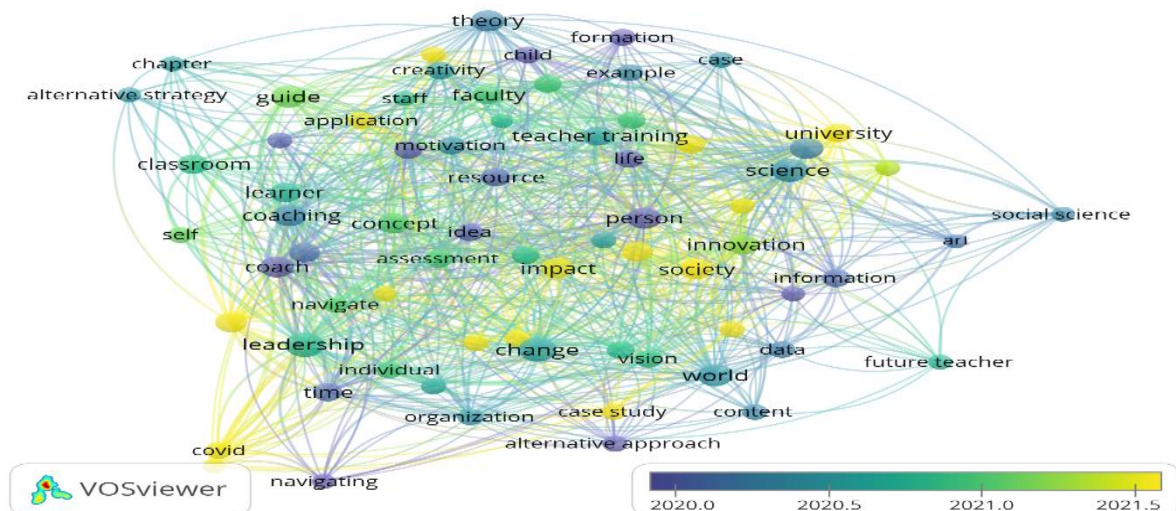 theory
formation
chapter
creativity
child
example
case
alternative strategy
guide
staff
faculty
application
motivation
teacher training
university
classroom
life
science
resource
learner
coaching
concept
idea
person
social science
self
assessment
innovation
art
coach
impact
society
information
navigate
leadership
change
vision
data
future teacher
individual
world
time
organization
case study
content
alternative approach
covid
navigating
VOSviewer
2020.0 2020.5 2021.0 2021.5